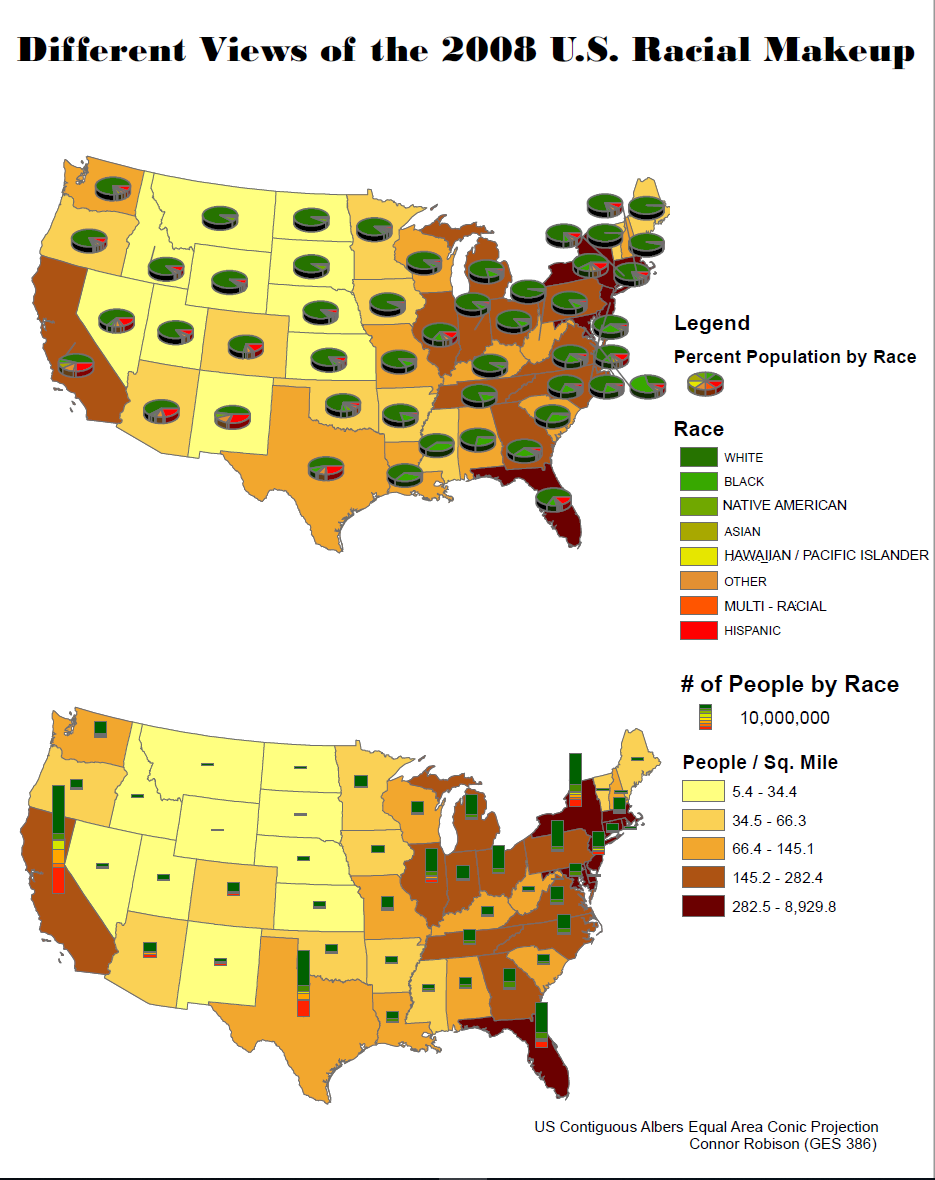 Different Views of the 2008 U.S. Racial Makeup
Legend
Percent Population by Race
Race
WHITE
BLACK
NATIVE AMERICAN
ASIAN
HAWAIIAN / PACIFIC ISLANDER
OTHER
MULTI - RACIAL
HISPANIC
# of People by Race
10,000,000
People / Sq. Mile
5.4 - 34.4
34.5 - 66.3
66.4 - 145.1
145.2 - 282.4
282.5 - 8,929.8
US Contiguous Albers Equal Area Conic Projection
Connor Robison (GES 386)